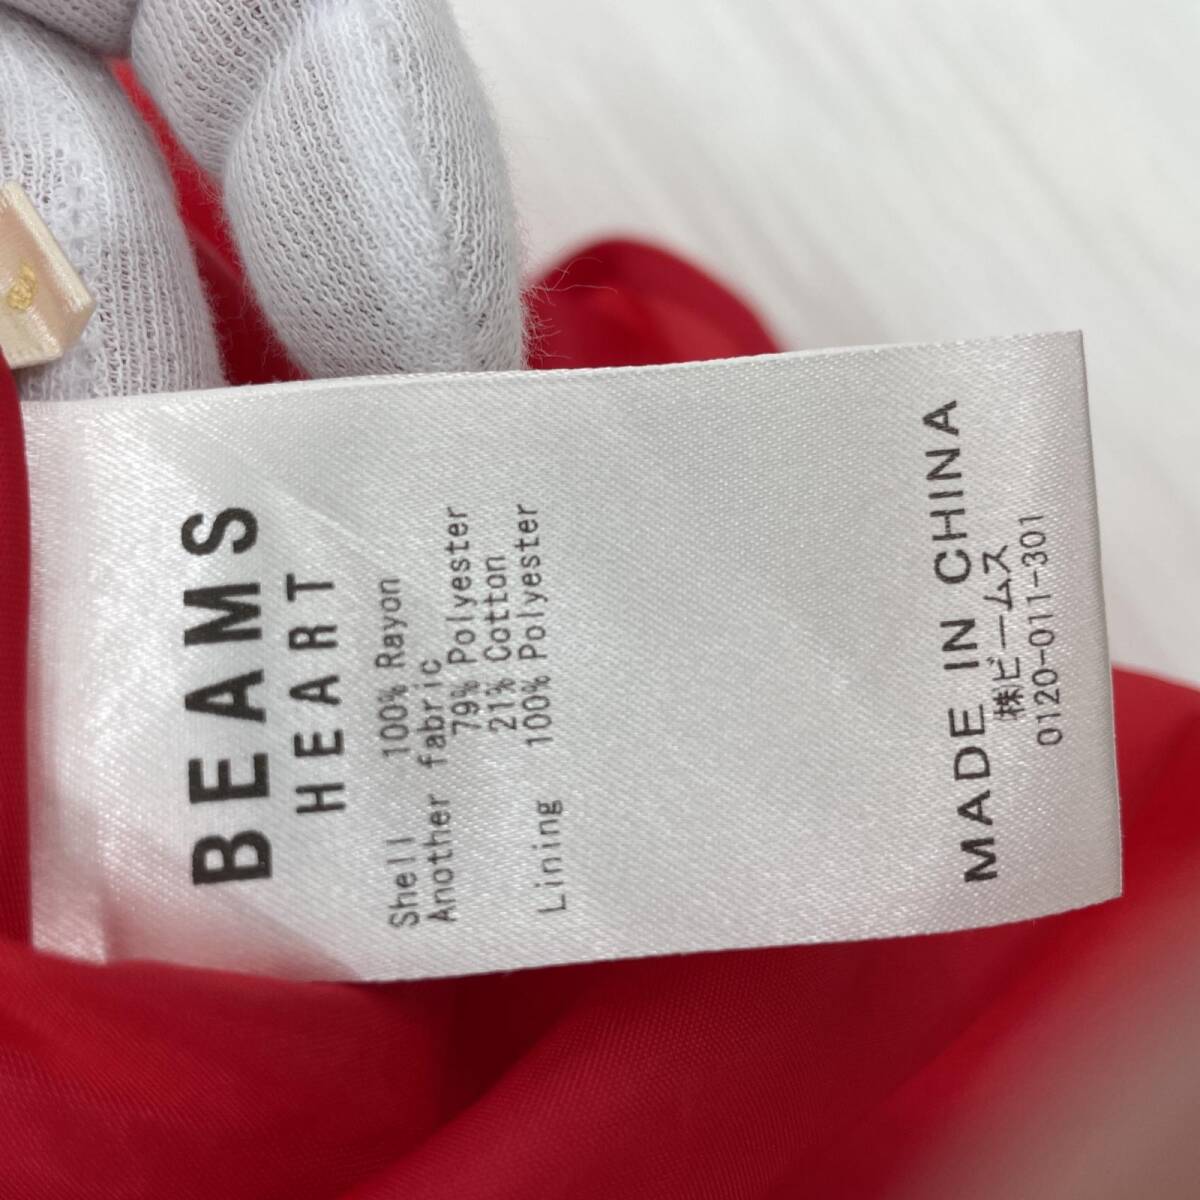 BEAMS
HEART
Shell 100% Rayon
Another fabric
79% Polyester
21% Cotton
Lining 100% Polyester
MADE IN CHINA
㈱ビームス
0120-011-301